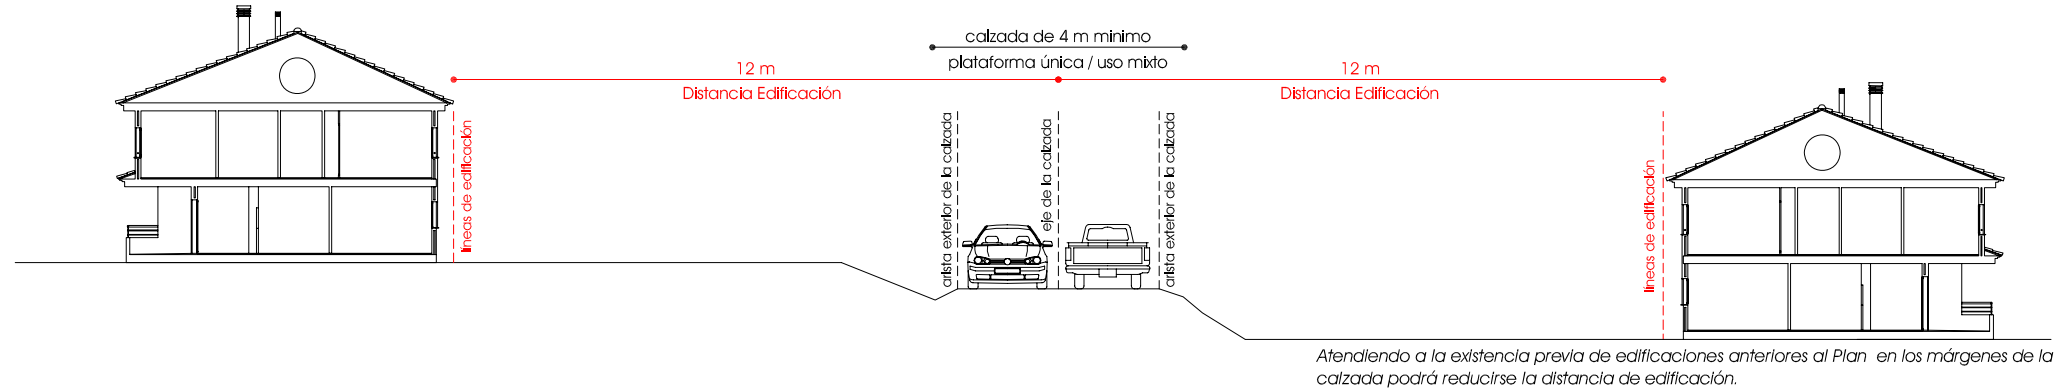 calzada de 4 m minimo
plataforma única / uso mixto
12 m
Distancia Edificación
12 m
Distancia Edificación
líneas de edificación
arista exterior de la calzada
eje de la calzada
arista exterior de la calzada
líneas de edificación
Atendiendo a la existencia previa de edificaciones anteriores al Plan en los márgenes de la
calzada podrá reducirse la distancia de edificación.